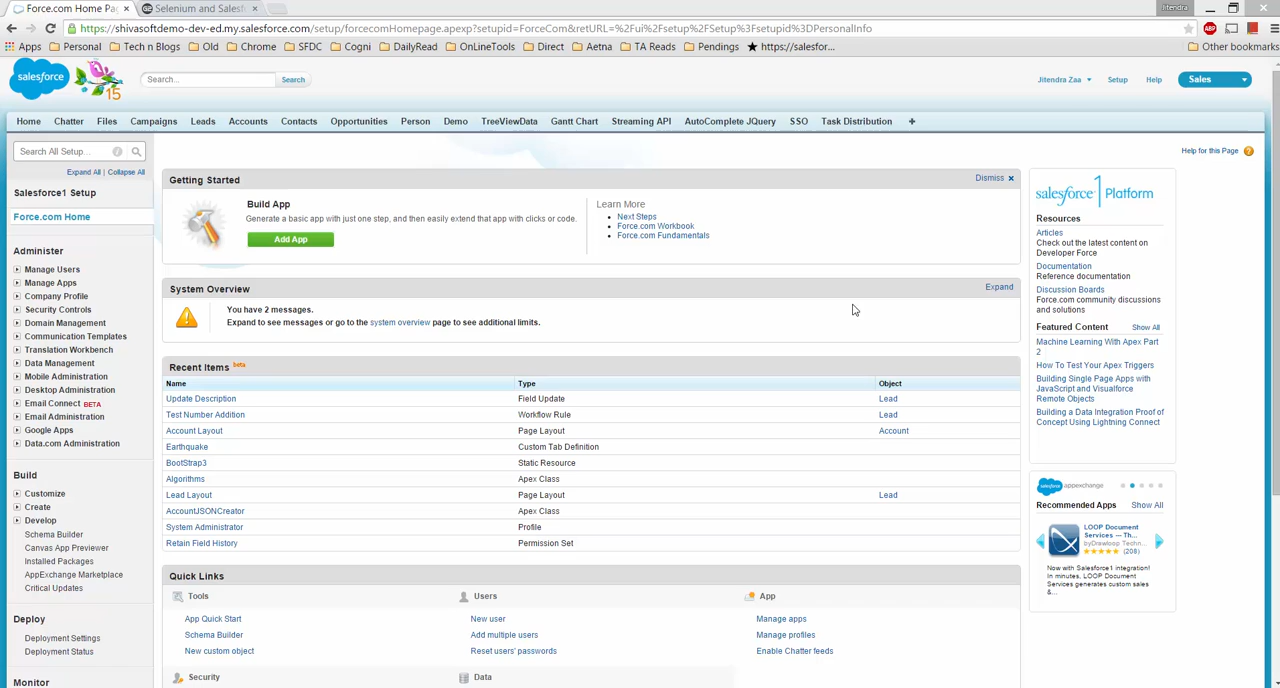 Force.com Home Pag
Selenium and Salesf
Jitendra
https://shivasoftdemo-dev-ed.my.salesforce.com/setup/forcecomHomepage.apexp?setupid=ForceCom&retURL=%2Fui%2Fsetup%2FSetup%3Fsetupid%3DPersonalInfo
Apps Personal Tech n Blogs Old Chrome SFDC Cogni DailyRead OnLineTools Direct Aetna TA Reads Pendings https://salesfor... Other bookmarks
salesforce 15
Search... Search
Jitendra Zaa Setup Help Sales
Home Chatter Files Campaigns Leads Accounts Contacts Opportunities Person Demo TreeViewData Gantt Chart Streaming API AutoComplete JQuery SSO Task Distribution +
Search All Setup...
Expand All | Collapse All
Salesforce1 Setup
Force.com Home
Administer
Manage Users
Manage Apps
Company Profile
Security Controls
Domain Management
Communication Templates
Translation Workbench
Data Management
Mobile Administration
Desktop Administration
Email Connect BETA
Email Administration
Google Apps
Data.com Administration
Build
Customize
Create
Develop
Schema Builder
Canvas App Previewer
Installed Packages
AppExchange Marketplace
Critical Updates
Deploy
Deployment Settings
Deployment Status
Monitor
Help for this Page
Getting Started Dismiss
Build App
Generate a basic app with just one step, and then easily extend that app with clicks or code.
Add App
Learn More
Next Steps
Force.com Workbook
Force.com Fundamentals
System Overview Expand
You have 2 messages.
Expand to see messages or go to the system overview page to see additional limits.
Recent Items beta
Name Type Object
Update Description Field Update Lead
Test Number Addition Workflow Rule Lead
Account Layout Page Layout Account
Earthquake Custom Tab Definition
BootStrap3 Static Resource
Algorithms Apex Class
Lead Layout Page Layout Lead
AccountJSONCreator Apex Class
System Administrator Profile
Retain Field History Permission Set
Quick Links
Tools
App Quick Start
Schema Builder
New custom object
Users
New user
Add multiple users
Reset users' passwords
App
Manage apps
Manage profiles
Enable Chatter feeds
Security
Data
salesforce1 Platform
Resources
Articles
Check out the latest content on
Developer Force
Documentation
Reference documentation
Discussion Boards
Force.com community discussions
and solutions
Featured Content Show All
Machine Learning With Apex Part
2
How To Test Your Apex Triggers
Building Single Page Apps with
JavaScript and Visualforce
Remote Objects
Building a Data Integration Proof of
Concept Using Lightning Connect
salesforce appexchange
Recommended Apps Show All
LOOP Document
Services --- Th...
byDrawloop Techn...
(208)
Now with Salesforce1 integration!
In minutes, LOOP Document
Services generates custom sales
&...